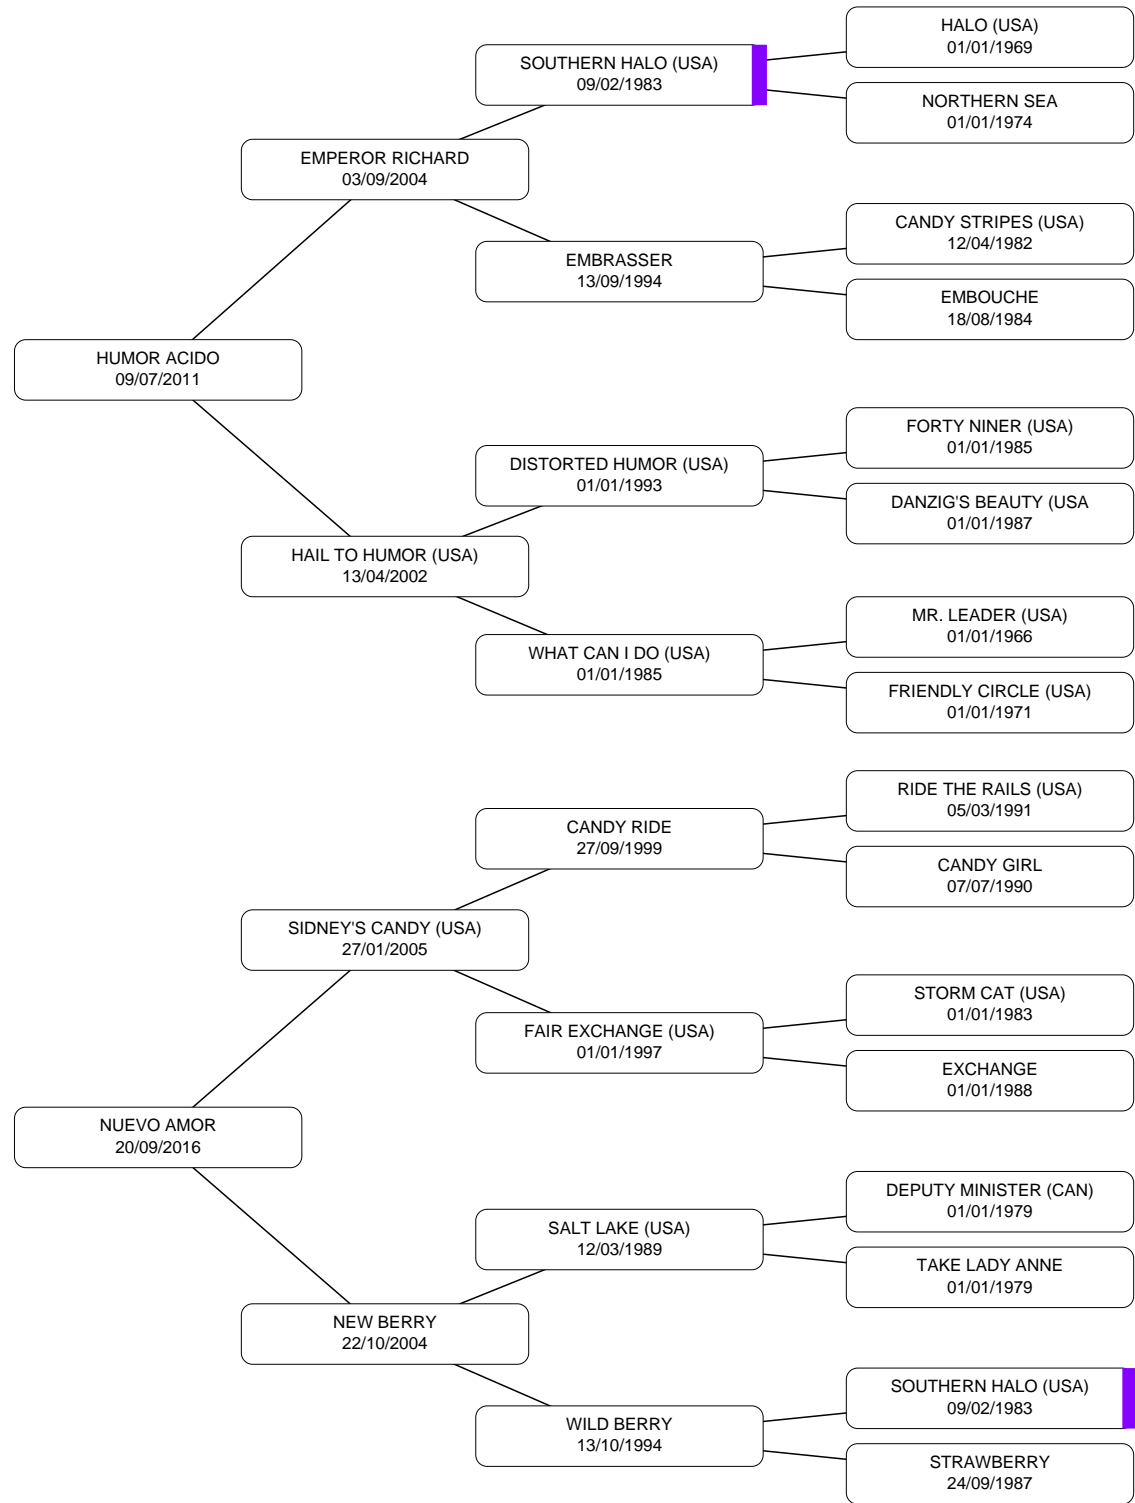 HALO (USA)
01/01/1969
SOUTHERN HALO (USA)
09/02/1983
NORTHERN SEA
01/01/1974
EMPEROR RICHARD
03/09/2004
CANDY STRIPES (USA)
12/04/1982
EMBRASSER
13/09/1994
EMBOUCHE
18/08/1984
HUMOR ACIDO
09/07/2011
FORTY NINER (USA)
01/01/1985
DISTORTED HUMOR (USA)
01/01/1993
DANZIG'S BEAUTY (USA
01/01/1987
HAIL TO HUMOR (USA)
13/04/2002
MR. LEADER (USA)
01/01/1966
WHAT CAN I DO (USA)
01/01/1985
FRIENDLY CIRCLE (USA)
01/01/1971
RIDE THE RAILS (USA)
05/03/1991
CANDY RIDE
27/09/1999
CANDY GIRL
07/07/1990
SIDNEY'S CANDY (USA)
27/01/2005
STORM CAT (USA)
01/01/1983
FAIR EXCHANGE (USA)
01/01/1997
EXCHANGE
01/01/1988
NUEVO AMOR
20/09/2016
DEPUTY MINISTER (CAN)
01/01/1979
SALT LAKE (USA)
12/03/1989
TAKE LADY ANNE
01/01/1979
NEW BERRY
22/10/2004
SOUTHERN HALO (USA)
09/02/1983
WILD BERRY
13/10/1994
STRAWBERRY
24/09/1987